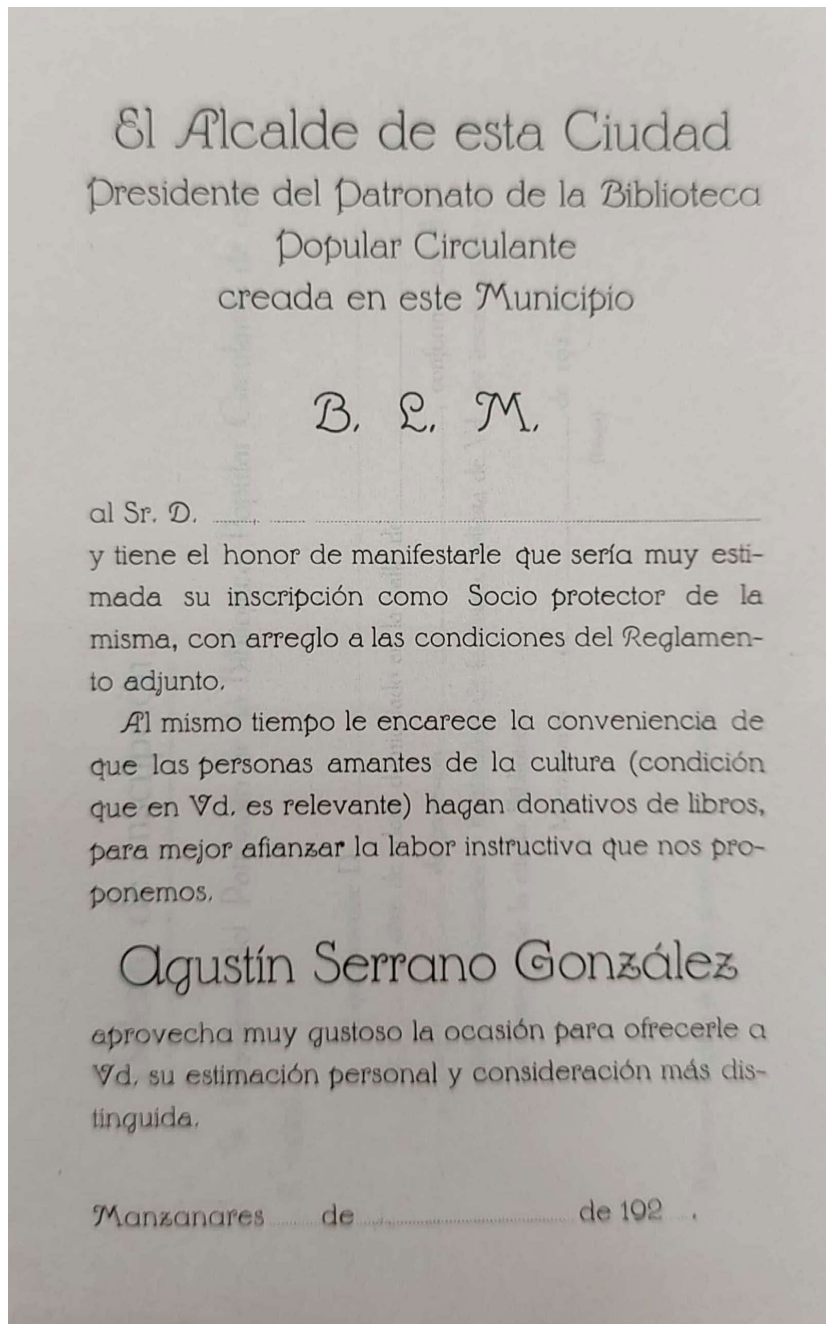 El Alcalde de esta Ciudad
Presidente del Patronato de la Biblioteca
Popular Circulante
creada en este Municipio
B. L. M.
al Sr. D.
y tiene el honor de manifestarle que sería muy esti-
mada su inscripción como Socio protector de la
misma, con arreglo a las condiciones del Reglamen-
to adjunto.
Al mismo tiempo le encarece la conveniencia de
que las personas amantes de la cultura (condición
que en Vd. es relevante) hagan donativos de libros,
para mejor afianzar la labor instructiva que nos pro-
ponemos.
Agustín Serrano González
aprovecha muy gustoso la ocasión para ofrecerle a
Vd. su estimación personal y consideración más dis-
tinguida.
Manzanares de de 192 .